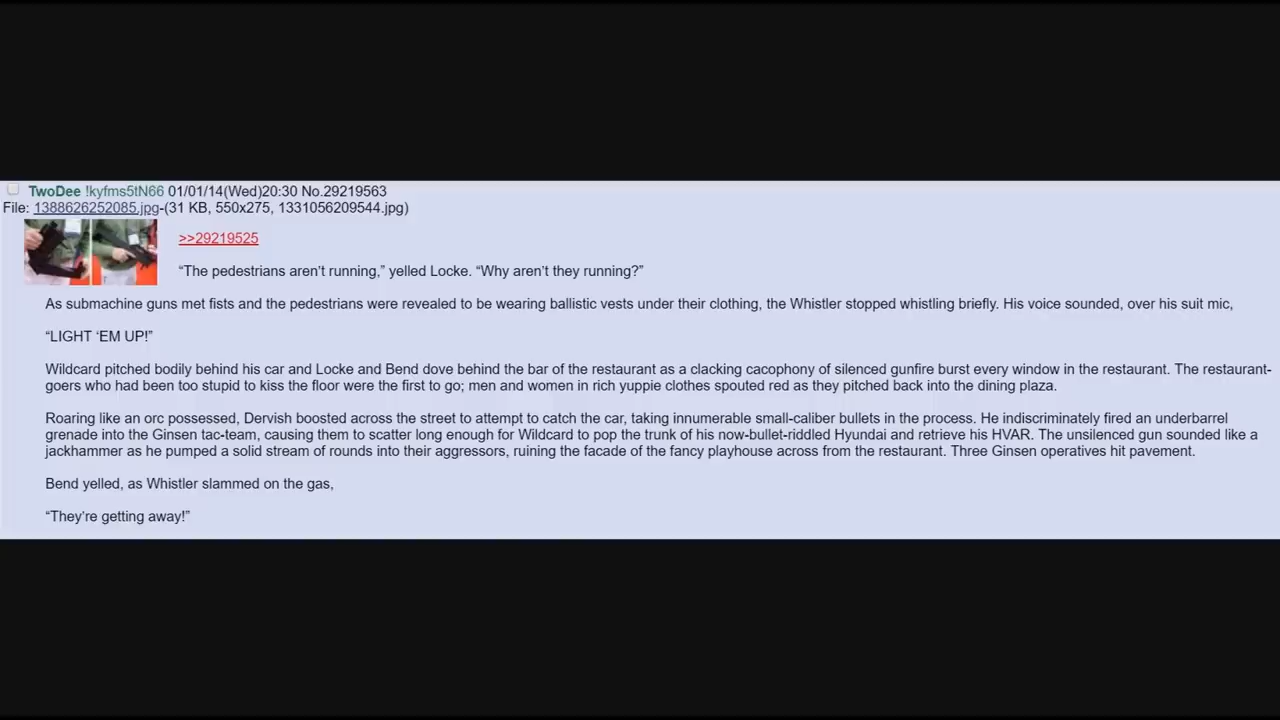 TwoDee !kyfms5tN66 01/01/14(Wed)20:30 No.29219563
File: 1388626252085.jpg-(31 KB, 550x275, 1331056209544.jpg)
>>29219525
“The pedestrians aren’t running,” yelled Locke. “Why aren’t they running?”
As submachine guns met fists and the pedestrians were revealed to be wearing ballistic vests under their clothing, the Whistler stopped whistling briefly. His voice sounded, over his suit mic,
“LIGHT ‘EM UP!”
Wildcard pitched bodily behind his car and Locke and Bend dove behind the bar of the restaurant as a clacking cacophony of silenced gunfire burst every window in the restaurant. The restaurant-
goers who had been too stupid to kiss the floor were the first to go; men and women in rich yuppie clothes spouted red as they pitched back into the dining plaza.
Roaring like an orc possessed, Dervish boosted across the street to attempt to catch the car, taking innumerable small-caliber bullets in the process. He indiscriminately fired an underbarrel
grenade into the Ginsen tac-team, causing them to scatter long enough for Wildcard to pop the trunk of his now-bullet-riddled Hyundai and retrieve his HVAR. The unsilenced gun sounded like a
jackhammer as he pumped a solid stream of rounds into their aggressors, ruining the facade of the fancy playhouse across from the restaurant. Three Ginsen operatives hit pavement.
Bend yelled, as Whistler slammed on the gas,
“They’re getting away!”